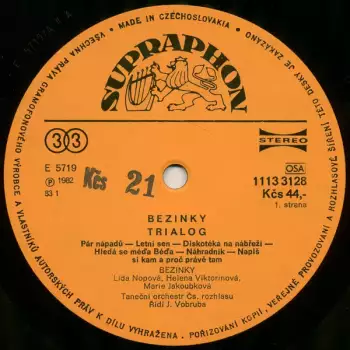 VŠECHNA PRÁVA GRAMOFONOVÉHO VÝROBCE A VLASTNÍKŮ AUTORSKÝCH PRÁV K DÍLU VYHRAŽENA. POŘIZOVÁNÍ KOPIÍ, VEŘEJNÉ PROVOZOVÁNÍ A ROZHLASOVÉ ŠÍŘENÍ TÉTO DESKY JE ZAKÁZÁNO
• MADE IN CZECHOSLOVAKIA •
SUPRAPHON
33
STEREO
E 5719
Ⓟ 1982
83 1
Kčs 21
OSA
1113 3128
Kčs 44,-
1. strana
BEZINKY
TRIALOG
Pár nápadů — Letní sen — Diskotéka na nábřeží —
Hledá se méďa Béďa — Náhradník — Napiš
si kam a proč právě tam
BEZINKY
Lída Nopová, Helena Viktorinová,
Marie Jakoubková
Taneční orchestr Čs. rozhlasu
Řídí J. Vobruba